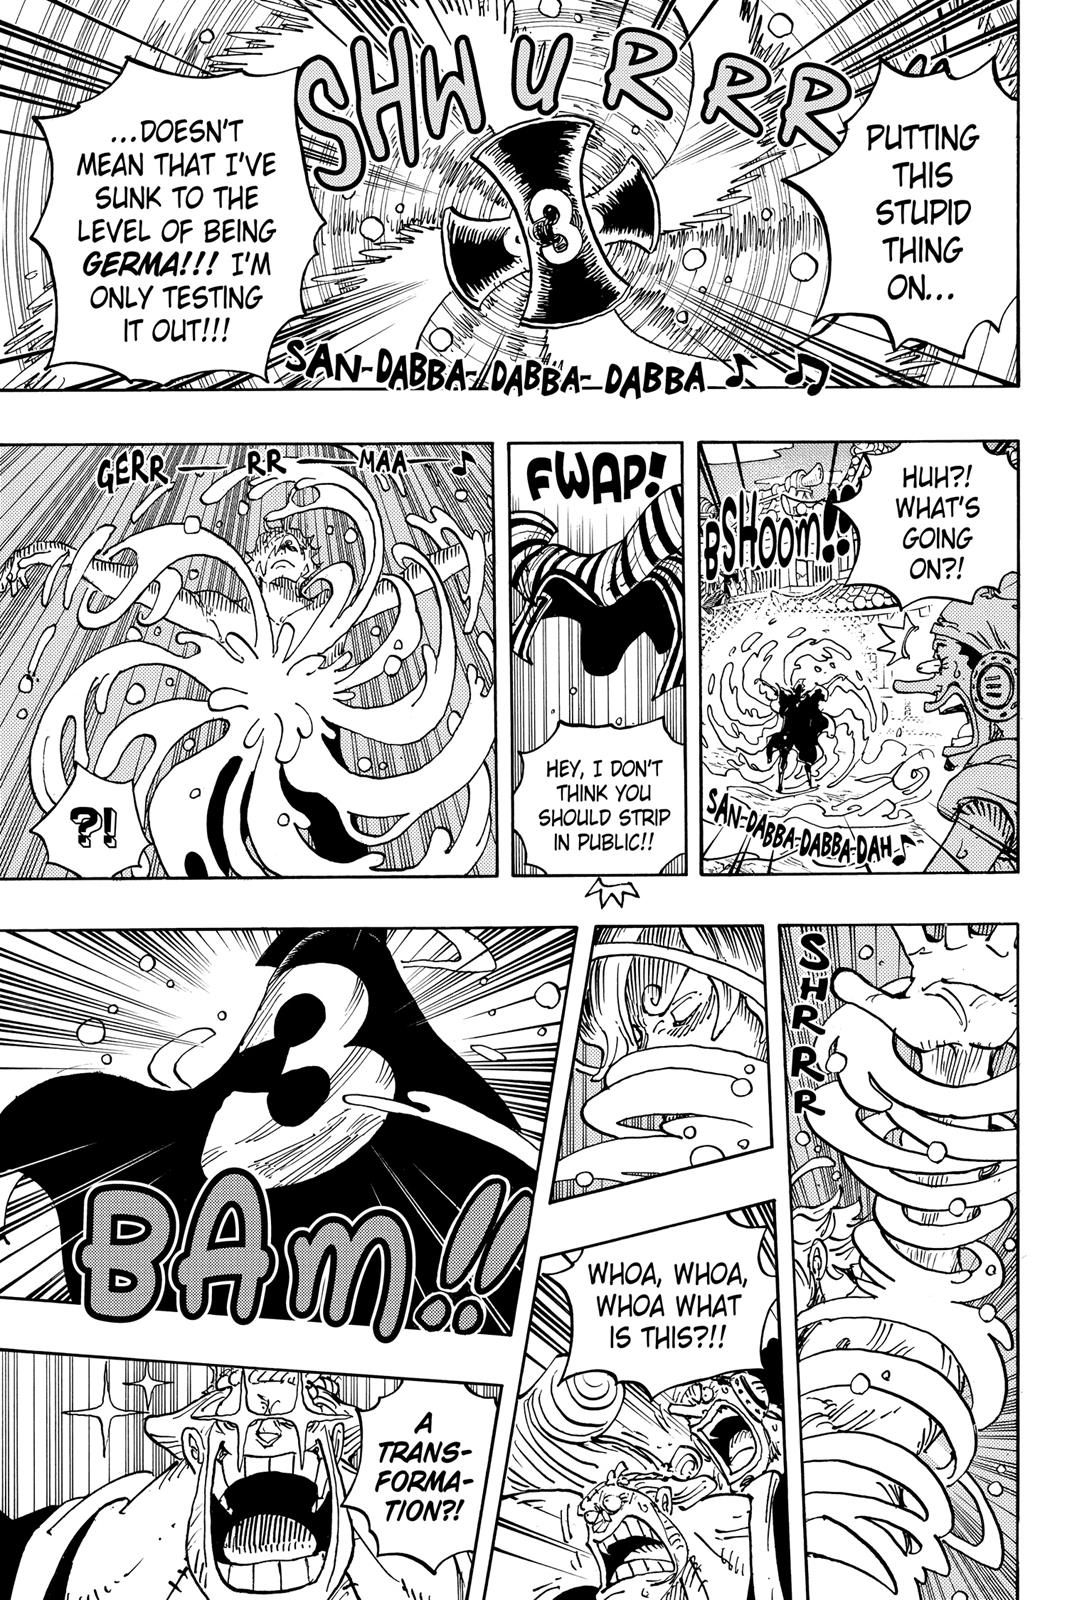 PUTTING
THIS
STUPID
THING
ON...
SHWURRR
3
...DOESN'T
MEAN THAT I'VE
SUNK TO THE
LEVEL OF BEING
GERMA!!! I'M
ONLY TESTING
IT OUT!!!
SAN-DABBA-DABBA-DABBA
HUH?!
WHAT'S
GOING
ON?!
BSHOOM!!
SAN-DABBA-DABBA-DAH
FWAP!
HEY, I DON'T
THINK YOU
SHOULD STRIP
IN PUBLIC!!
GERR — RR — MAA —
?!
SHRRRR
3
BAM!!
WHOA, WHOA,
WHOA WHAT
IS THIS?!!
A
TRANS-
FORMA-
TION?!